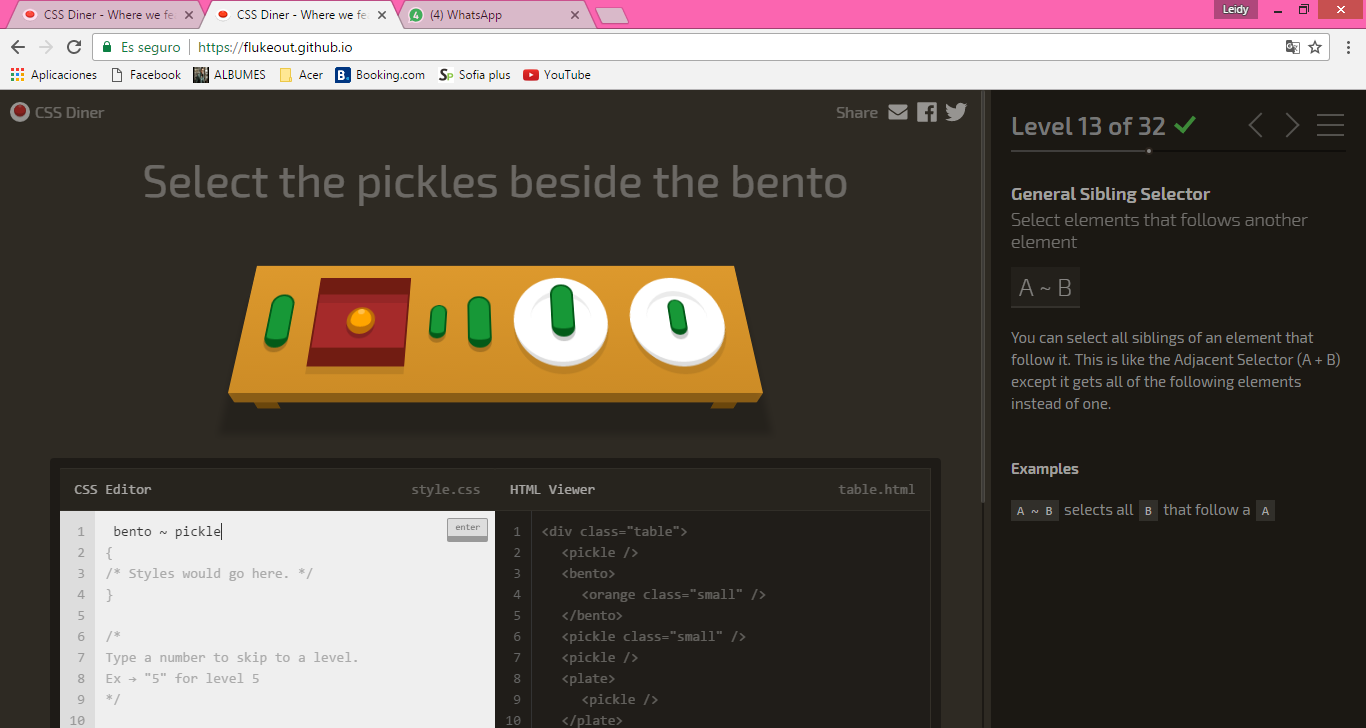 CSS Diner - Where we fe
CSS Diner - Where we fe
(4) WhatsApp
Leidy
Es seguro
https://flukeout.github.io
Aplicaciones
Facebook
ALBUMES
Acer
Booking.com
Sofia plus
YouTube
CSS Diner
Share
Select the pickles beside the bento
CSS Editor
style.css
1 bento ~ pickle
enter
2 {
3 /* Styles would go here. */
4 }
5
6 /*
7 Type a number to skip to a level.
8 Ex → "5" for level 5
9 */
10
HTML Viewer
table.html
1 <div class="table">
2 <pickle />
3 <bento>
4 <orange class="small" />
5 </bento>
6 <pickle class="small" />
7 <pickle />
8 <plate>
9 <pickle />
10 </plate>
Level 13 of 32
General Sibling Selector
Select elements that follows another
element
A ~ B
You can select all siblings of an element that
follow it. This is like the Adjacent Selector (A + B)
except it gets all of the following elements
instead of one.
Examples
A ~ B selects all B that follow a A